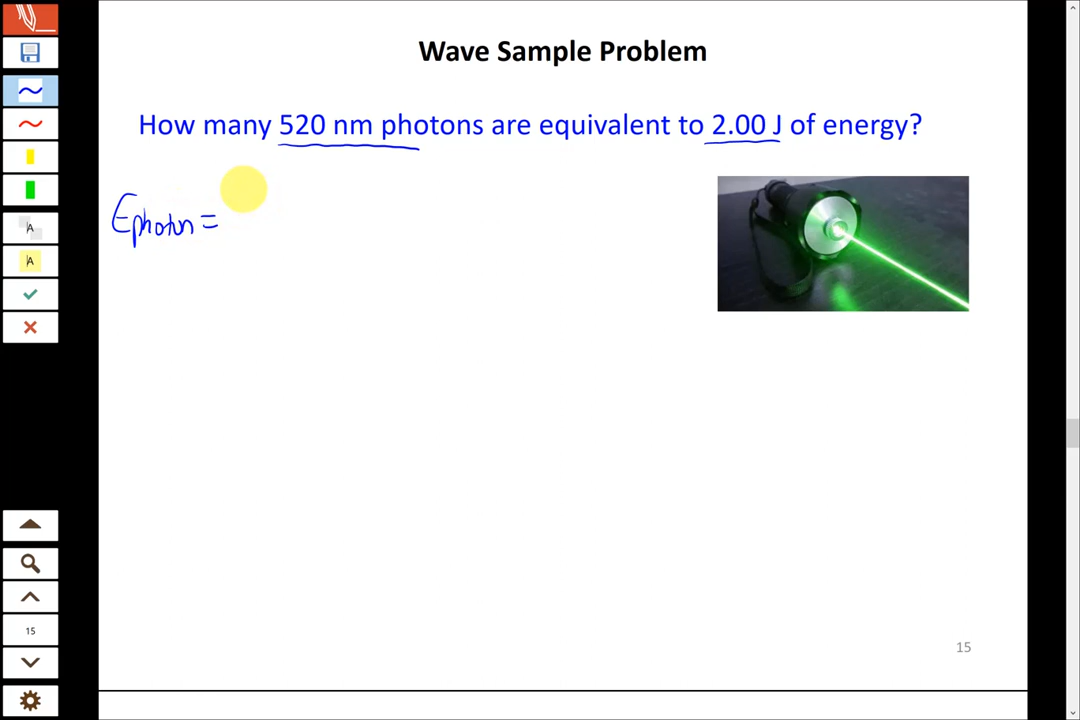 Wave Sample Problem
How many 520 nm photons are equivalent to 2.00 J of energy?
Ephoton =
A
A
15
15